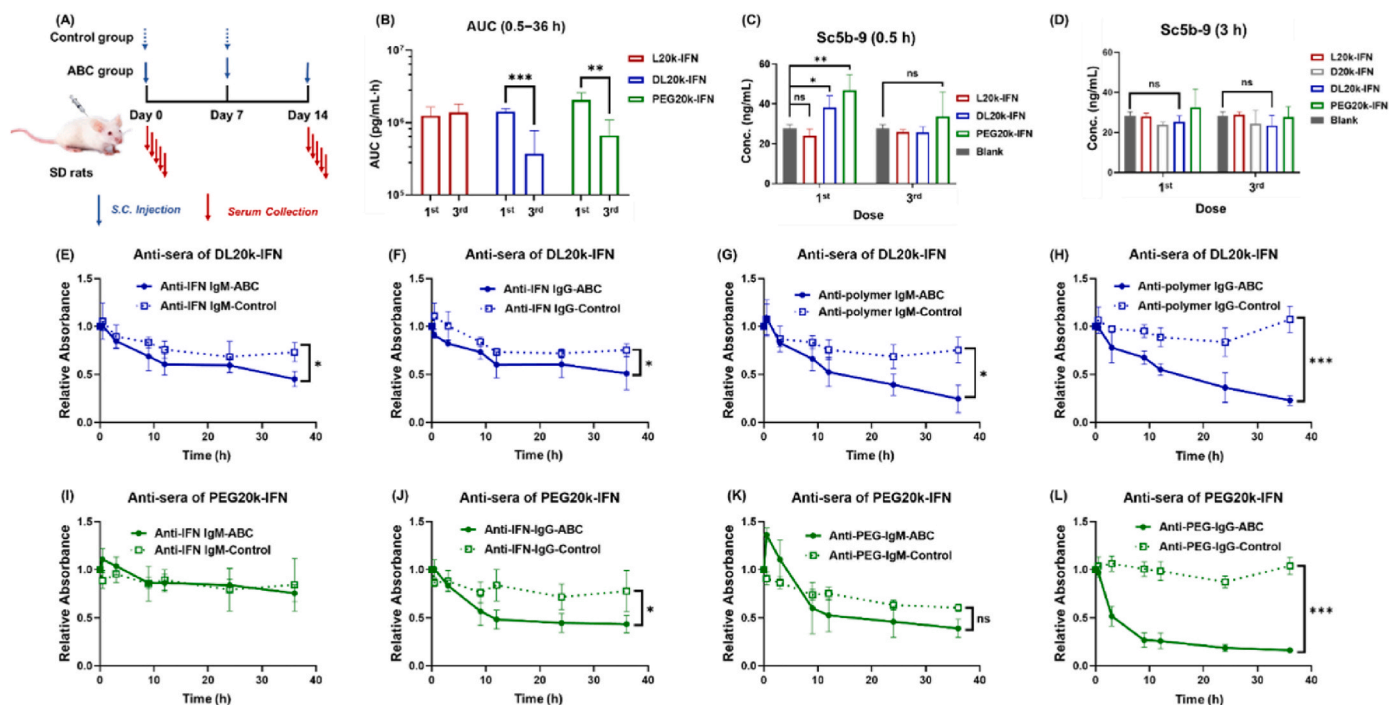 (A)
Control group
ABC group
Day 0
Day 7
Day 14
SD rats
S.C. Injection
Serum Collection
(B)
AUC (0.5–36 h)
AUC (pg/mL·h)
10⁷
10⁶
10⁵
1st 3rd 1st 3rd 1st 3rd
***
**
L20k-IFN
DL20k-IFN
PEG20k-IFN
(C)
Sc5b-9 (0.5 h)
Conc. (ng/mL)
60
40
20
0
**
*
ns
ns
1st
3rd
Dose
L20k-IFN
DL20k-IFN
PEG20k-IFN
Blank
(D)
Sc5b-9 (3 h)
Conc. (ng/mL)
60
40
20
0
ns
ns
1st
3rd
Dose
L20k-IFN
D20k-IFN
DL20k-IFN
PEG20k-IFN
Blank
(E)
Anti-sera of DL20k-IFN
Relative Absorbance
1.5
1.0
0.5
0.0
Anti-IFN IgM-ABC
Anti-IFN IgM-Control
*
0 10 20 30 40
Time (h)
(F)
Anti-sera of DL20k-IFN
Relative Absorbance
1.5
1.0
0.5
0.0
Anti-IFN IgG-ABC
Anti-IFN IgG-Control
*
0 10 20 30 40
Time (h)
(G)
Anti-sera of DL20k-IFN
Relative Absorbance
1.5
1.0
0.5
0.0
Anti-polymer IgM-ABC
Anti-polymer IgM-Control
*
0 10 20 30 40
Time (h)
(H)
Anti-sera of DL20k-IFN
Relative Absorbance
1.5
1.0
0.5
0.0
Anti-polymer IgG-ABC
Anti-polymer IgG-Control
***
0 10 20 30 40
Time (h)
(I)
Anti-sera of PEG20k-IFN
Relative Absorbance
1.5
1.0
0.5
0.0
Anti-IFN IgM-ABC
Anti-IFN IgM-Control
0 10 20 30 40
Time (h)
(J)
Anti-sera of PEG20k-IFN
Relative Absorbance
1.5
1.0
0.5
0.0
Anti-IFN-IgG-ABC
Anti-IFN-IgG-Control
*
0 10 20 30 40
Time (h)
(K)
Anti-sera of PEG20k-IFN
Relative Absorbance
1.5
1.0
0.5
0.0
Anti-PEG-IgM-ABC
Anti-PEG-IgM-Control
ns
0 10 20 30 40
Time (h)
(L)
Anti-sera of PEG20k-IFN
Relative Absorbance
1.5
1.0
0.5
0.0
Anti-PEG-IgG-ABC
Anti-PEG-IgG-Control
***
0 10 20 30 40
Time (h)